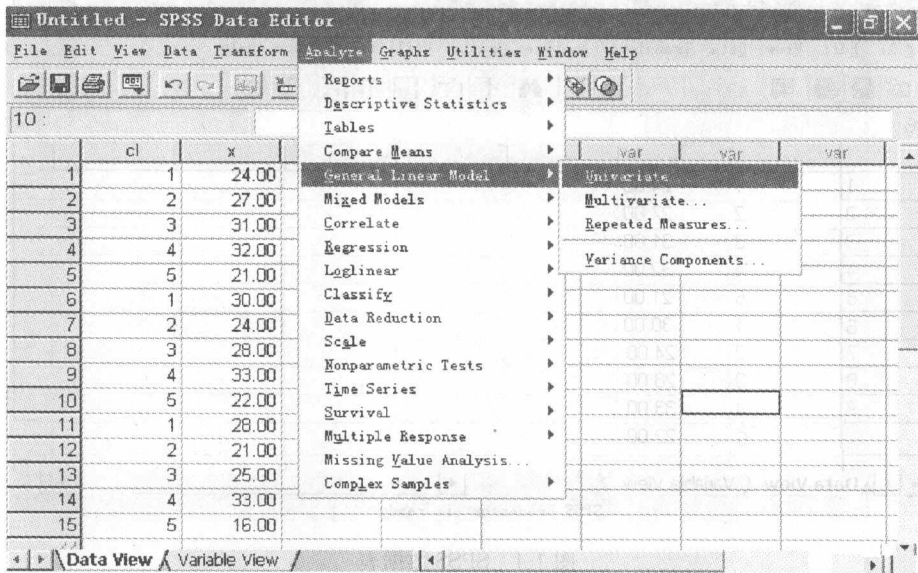 Untitled - SPSS Data Editor
File Edit View Data Transform Analyze Graphs Utilities Window Help
10 :
cl x var var var
1 1 24.00
2 2 27.00
3 3 31.00
4 4 32.00
5 5 21.00
6 1 30.00
7 2 24.00
8 3 28.00
9 4 33.00
10 5 22.00
11 1 28.00
12 2 21.00
13 3 25.00
14 4 33.00
15 5 16.00
Reports
Descriptive Statistics
Tables
Compare Means
General Linear Model
Mixed Models
Correlate
Regression
Loglinear
Classify
Data Reduction
Scale
Nonparametric Tests
Time Series
Survival
Multiple Response
Missing Value Analysis...
Complex Samples
Univariate
Multivariate...
Repeated Measures...
Variance Components...
Data View Variable View